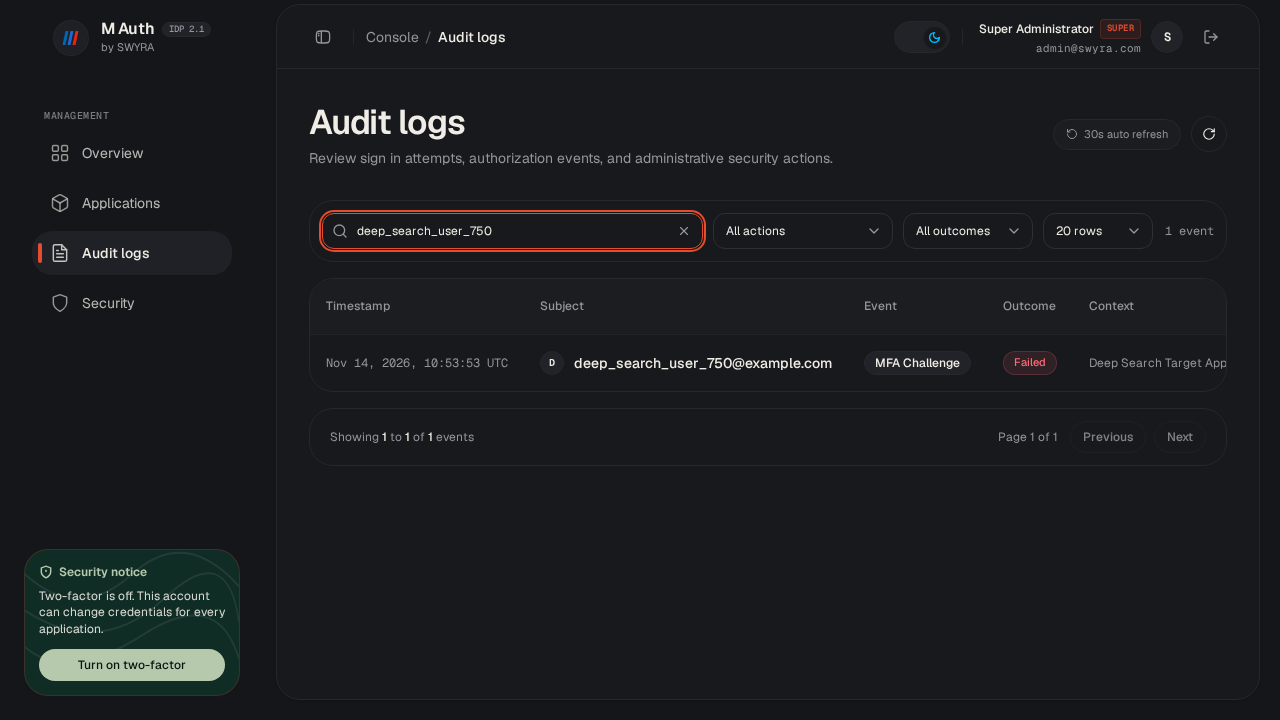 M Auth IDP 2.1
by SWYRA
MANAGEMENT
Overview
Applications
Audit logs
Security
Security notice
Two-factor is off. This account
can change credentials for every
application.
Turn on two-factor
Console / Audit logs
Super Administrator SUPER
admin@swyra.com
S
Audit logs
Review sign in attempts, authorization events, and administrative security actions.
30s auto refresh
deep_search_user_750
All actions
All outcomes
20 rows
1 event
Timestamp Subject Event Outcome Context
Nov 14, 2026, 10:53:53 UTC D deep_search_user_750@example.com MFA Challenge Failed Deep Search Target App
Showing 1 to 1 of 1 events
Page 1 of 1 Previous Next